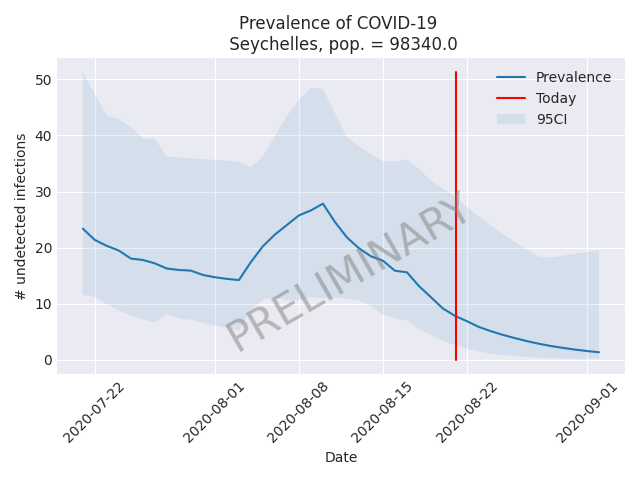 Prevalence of COVID-19
Seychelles, pop. = 98340.0
Prevalence
Today
95CI
# undetected infections
50
40
30
20
10
0
PRELIMINARY
2020-07-22
2020-08-01
2020-08-08
2020-08-15
2020-08-22
2020-09-01
Date